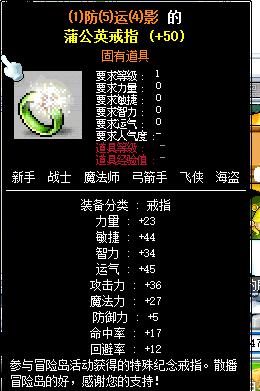 (1)防(5)运(4)影 的
蒲公英戒指 (+50)
固有道具
要求等级 : 1
要求力量 : 0
要求敏捷 : 0
要求智力 : 0
要求运气 : 0
要求人气度 : -
道具等级 : -
道具经验值 : -
新手 战士 魔法师 弓箭手 飞侠 海盗
装备分类 : 戒指
力量 : +23
敏捷 : +44
智力 : +34
运气 : +45
攻击力 : +36
魔法力 : +27
防御力 : +5
命中率 : +17
回避率 : +12
参与冒险岛活动获得的特殊纪念戒指。散播
冒险岛的好，感谢您的支持！